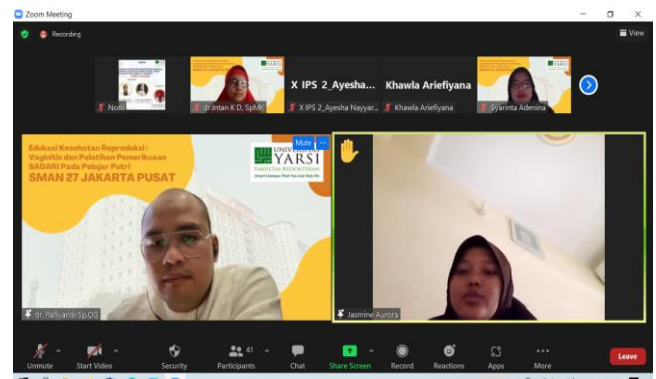 Zoom Meeting
Recording
View
Noni
dr.Intan K D, SpMK
X IPS 2_Ayesha...
X IPS 2_Ayesha Nayyar...
Khawla Ariefiyana
Khawla Ariefiyana
Syarinta Adenina
Edukasi Kesehatan Reproduksi :
Vaginitis dan Pelatihan Pemeriksaan
SADARI Pada Pelajar Putri
SMAN 27 JAKARTA PUSAT
Mute
YARSI
FAKULTAS KEDOKTERAN
dr. Rafiyandi Sp.OG
Jasmine Aurora
41
Unmute
Start Video
Security
Participants
Chat
Share Screen
Record
Reactions
Apps
More
Leave